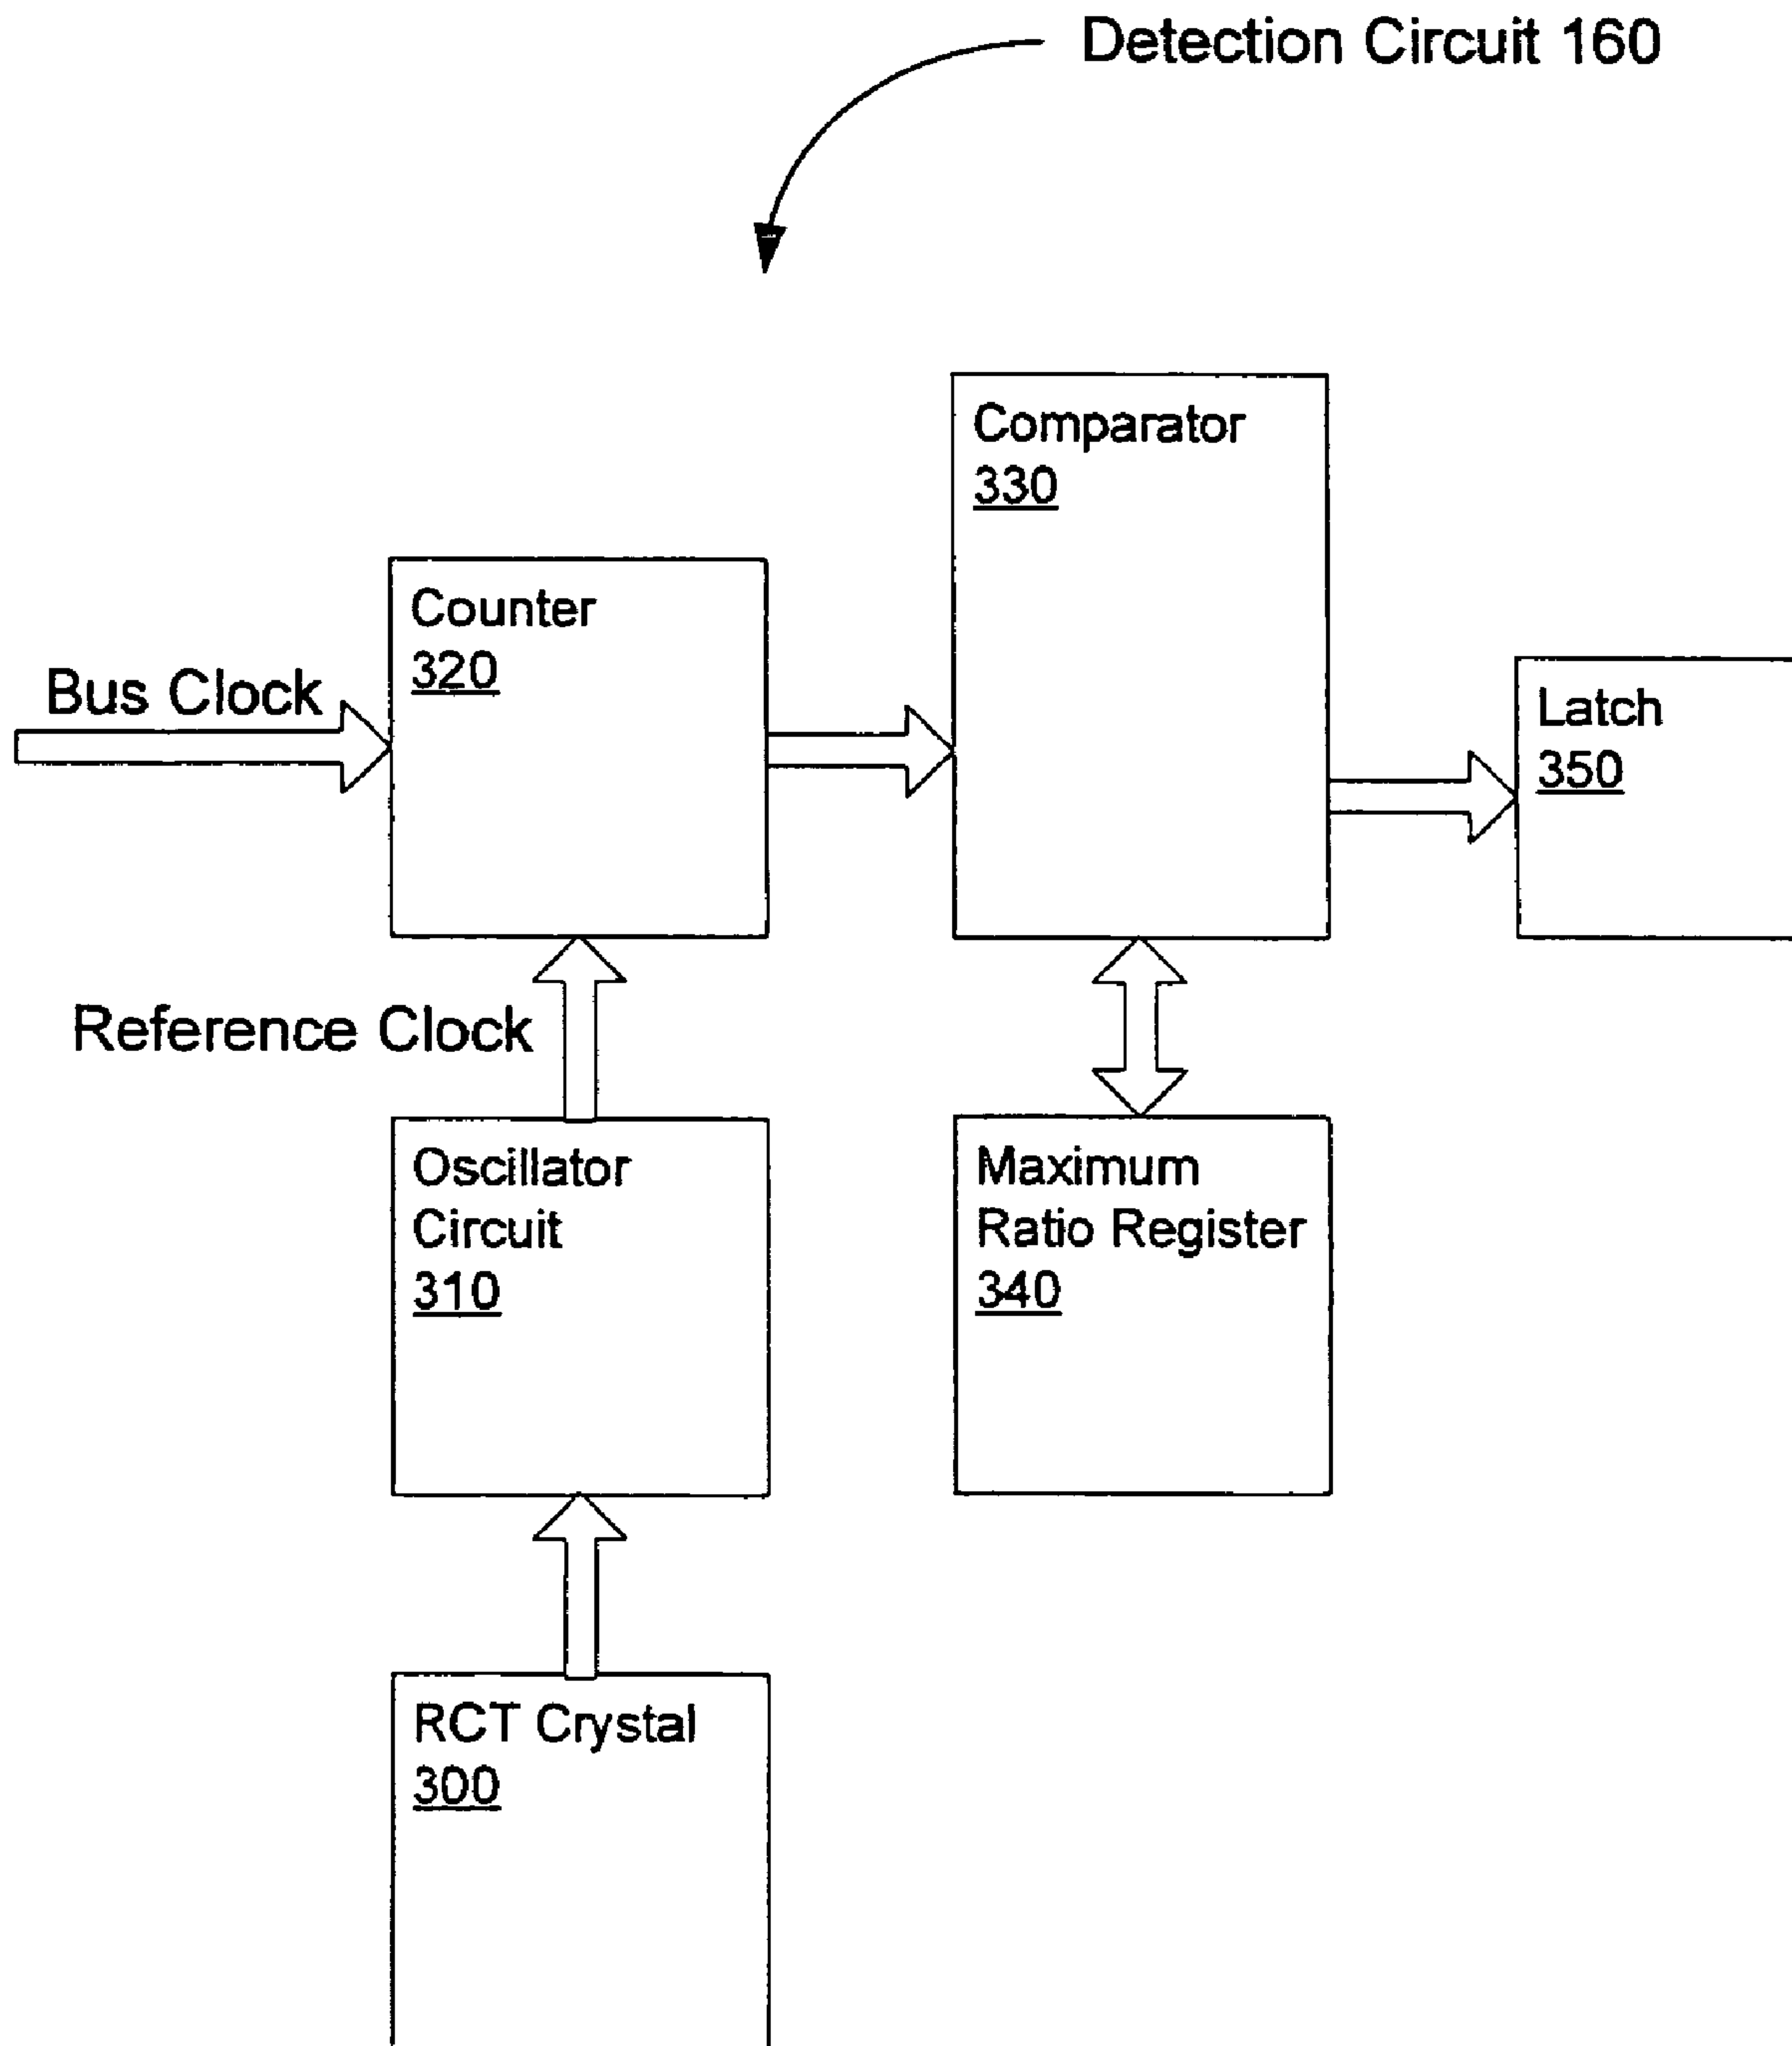 Detection Circuit 160
Comparator
330
Counter
320
Bus Clock
Latch
350
Reference Clock
Oscillator
Circuit
310
Maximum
Ratio Register
340
RCT Crystal
300